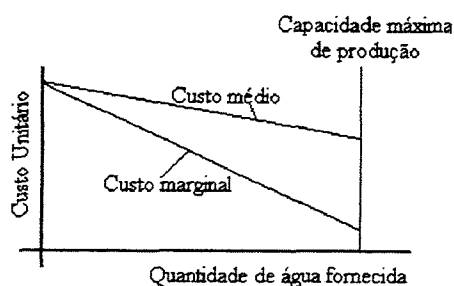 Capacidade máxima
de produção
Custo médio
Custo marginal
Custo Unitário
Quantidade de água fornecida